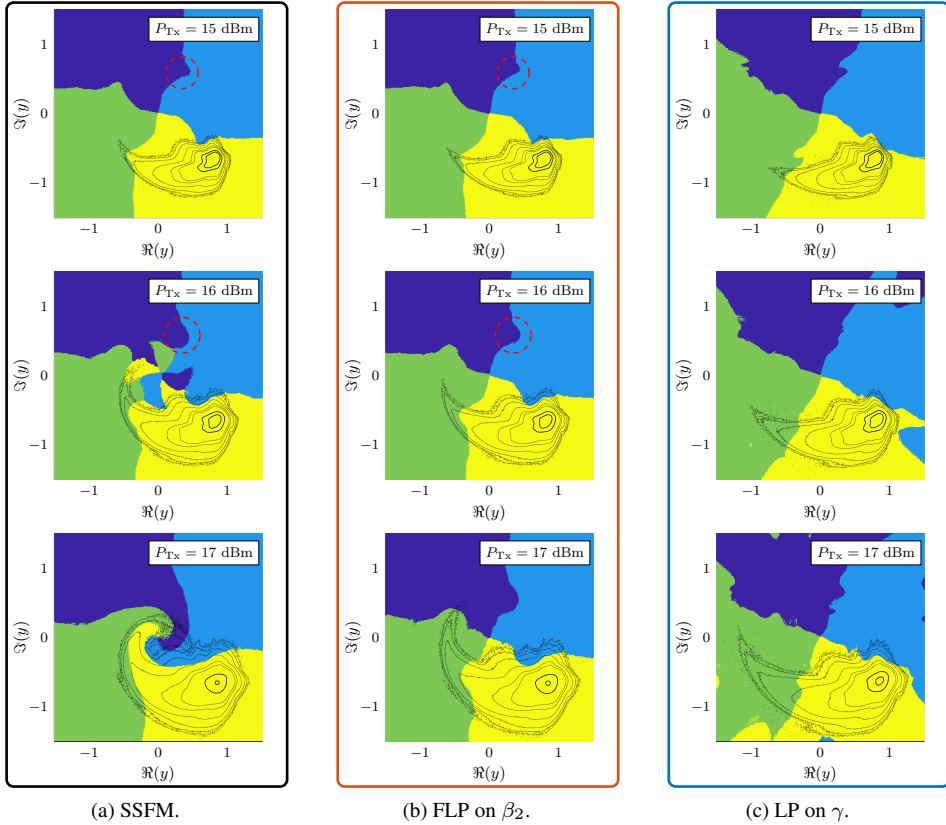 P_Tx = 15 dBm
1
0
−1
ℑ(y)
−1
0
1
ℜ(y)
P_Tx = 16 dBm
1
0
−1
ℑ(y)
−1
0
1
ℜ(y)
P_Tx = 17 dBm
1
0
−1
ℑ(y)
−1
0
1
ℜ(y)
(a) SSFM.
P_Tx = 15 dBm
1
0
−1
ℑ(y)
−1
0
1
ℜ(y)
P_Tx = 16 dBm
1
0
−1
ℑ(y)
−1
0
1
ℜ(y)
P_Tx = 17 dBm
1
0
−1
ℑ(y)
−1
0
1
ℜ(y)
(b) FLP on β₂.
P_Tx = 15 dBm
1
0
−1
ℑ(y)
−1
0
1
ℜ(y)
P_Tx = 16 dBm
1
0
−1
ℑ(y)
−1
0
1
ℜ(y)
P_Tx = 17 dBm
1
0
−1
ℑ(y)
−1
0
1
ℜ(y)
(c) LP on γ.